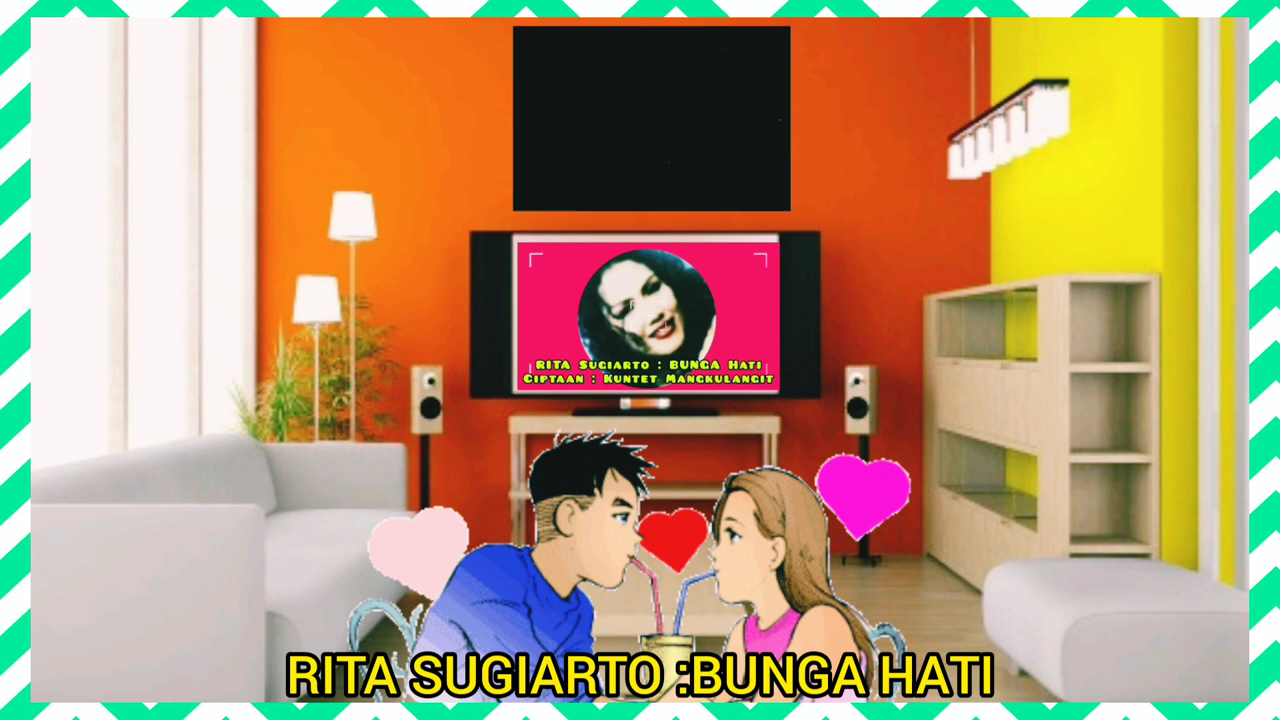 RITA Sugiarto : BUNGA Hati
Ciptaan : Kuntet Mangkulangit
RITA SUGIARTO :BUNGA HATI